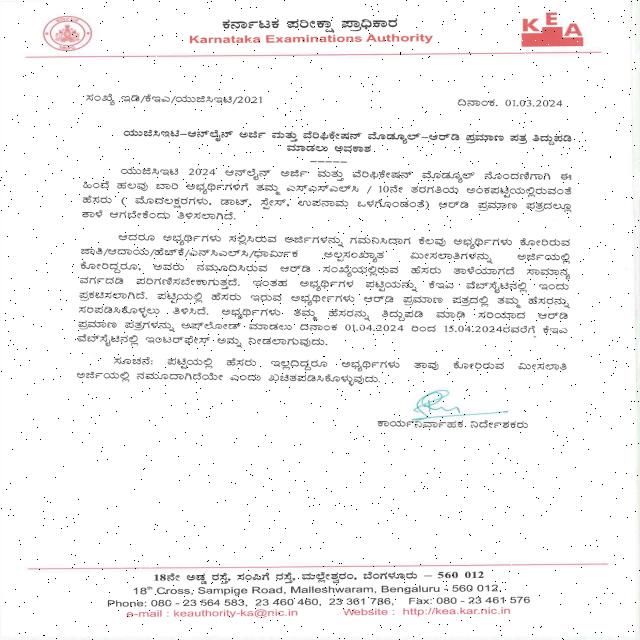 ಕರ್ನಾಟಕ ಪರೀಕ್ಷಾ ಪ್ರಾಧಿಕಾರ
Karnataka Examinations Authority
KEA
ಸಂಖ್ಯೆ ಇಡಿ/ಕೆಇಎ/ಯುಜಿಸಿಇಟಿ/2021
ದಿನಾಂಕ. 01.03.2024
ಯುಜಿಸಿಇಟಿ-ಆನ್‌ಲೈನ್ ಅರ್ಜಿ ಮತ್ತು ವೆರಿಫಿಕೇಷನ್ ಮೊಡ್ಯೂಲ್-ಆರ್‌ಡಿ ಪ್ರಮಾಣ ಪತ್ರ ತಿದ್ದುಪಡಿ
ಮಾಡಲು ಅವಕಾಶ.
-----
ಯುಜಿಸಿಇಟಿ 2024 ಆನ್‌ಲೈನ್ ಅರ್ಜಿ ಮತ್ತು ವೆರಿಫಿಕೇಷನ್ ಮೊಡ್ಯೂಲ್ ನೊಂದಣಿಗಾಗಿ ಈ
ಹಿಂದೆ ಹಲವು ಬಾರಿ ಅಭ್ಯರ್ಥಿಗಳಿಗೆ ತಮ್ಮ ಎಸ್ಎಸ್ಎಲ್‌ಸಿ / 10ನೇ ತರಗತಿಯ ಅಂಕಪಟ್ಟಿಯಲ್ಲಿರುವಂತೆ
ಹೆಸರು ( ಮೊದಲಕ್ಷರಗಳು, ಡಾಟ್, ಸ್ಪೇಸ್, ಉಪನಾಮ ಒಳಗೊಂಡಂತೆ) ಆರ್‌ಡಿ ಪ್ರಮಾಣ ಪತ್ರದಲ್ಲೂ
ತಾಳೆ ಆಗಬೇಕೆಂದು ತಿಳಿಸಲಾಗಿದೆ.
ಆದರೂ ಅಭ್ಯರ್ಥಿಗಳು ಸಲ್ಲಿಸಿರುವ ಅರ್ಜಿಗಳನ್ನು ಗಮನಿಸಿದಾಗ ಕೆಲವು ಅಭ್ಯರ್ಥಿಗಳು ಕೋರಿರುವ
ಜಾತಿ/ಆದಾಯ/ಹೆಚ್‌ಕೆ/ಎನ್‌ಸಿಎಲ್‌ಸಿ/ಧಾರ್ಮಿಕ ಅಲ್ಪಸಂಖ್ಯಾತ ಮೀಸಲಾತಿಗಳನ್ನು ಅರ್ಜಿಯಲ್ಲಿ
ಕೋರಿದ್ದರೂ, ಅವರು ನಮೂದಿಸಿರುವ ಆರ್‌ಡಿ ಸಂಖ್ಯೆಯಲ್ಲಿರುವ ಹೆಸರು ತಾಳೆಯಾಗದೆ ಸಾಮಾನ್ಯ
ವರ್ಗದಡಿ ಪರಿಗಣಿಸಬೇಕಾಗುತ್ತದೆ. ಇಂತಹ ಅಭ್ಯರ್ಥಿಗಳ ಪಟ್ಟಿಯನ್ನು ಕೆಇಎ ವೆಬ್‌ಸೈಟಿನಲ್ಲಿ ಇಂದು
ಪ್ರಕಟಿಸಲಾಗಿದೆ. ಪಟ್ಟಿಯಲ್ಲಿ ಹೆಸರು ಇರುವ ಅಭ್ಯರ್ಥಿಗಳು ಆರ್‌ಡಿ ಪ್ರಮಾಣ ಪತ್ರದಲ್ಲಿ ತಮ್ಮ ಹೆಸರನ್ನು
ಸರಿಪಡಿಸಿಕೊಳ್ಳಲು ತಿಳಿಸಿದೆ. ಅಭ್ಯರ್ಥಿಗಳು ತಮ್ಮ ಹೆಸರನ್ನು ತಿದ್ದುಪಡಿ ಮಾಡಿ ಸರಿಯಾದ ಆರ್‌ಡಿ
ಪ್ರಮಾಣ ಪತ್ರಗಳನ್ನು ಅಪ್‌ಲೋಡ್ ಮಾಡಲು ದಿನಾಂಕ 01.04.2024 ರಿಂದ 15.04.2024ರವರೆಗೆ ಕೆಇಎ
ವೆಬ್‌ಸೈಟಿನಲ್ಲಿ ಇಂಟರ್‌ಫೇಸ್ ಅನ್ನು ನೀಡಲಾಗುವುದು.
ಸೂಚನೆ: ಪಟ್ಟಿಯಲ್ಲಿ ಹೆಸರು ಇಲ್ಲದಿದ್ದರೂ ಅಭ್ಯರ್ಥಿಗಳು ತಾವು ಕೋರಿರುವ ಮೀಸಲಾತಿ
ಅರ್ಜಿಯಲ್ಲಿ ನಮೂದಾಗಿದೆಯೇ ಎಂದು ಖಚಿತಪಡಿಸಿಕೊಳ್ಳುವುದು.
ಕಾರ್ಯನಿರ್ವಾಹಕ ನಿರ್ದೇಶಕರು
18ನೇ ಅಡ್ಡ ರಸ್ತೆ, ಸಂಪಿಗೆ ರಸ್ತೆ, ಮಲ್ಲೇಶ್ವರಂ, ಬೆಂಗಳೂರು – 560 012
18th Cross, Sampige Road, Malleshwaram, Bengaluru - 560 012,
Phone: 080 - 23 564 583, 23 460 460, 23 361 786, Fax: 080 - 23 461 576
e-mail : keauthority-ka@nic.in Website : http://kea.kar.nic.in